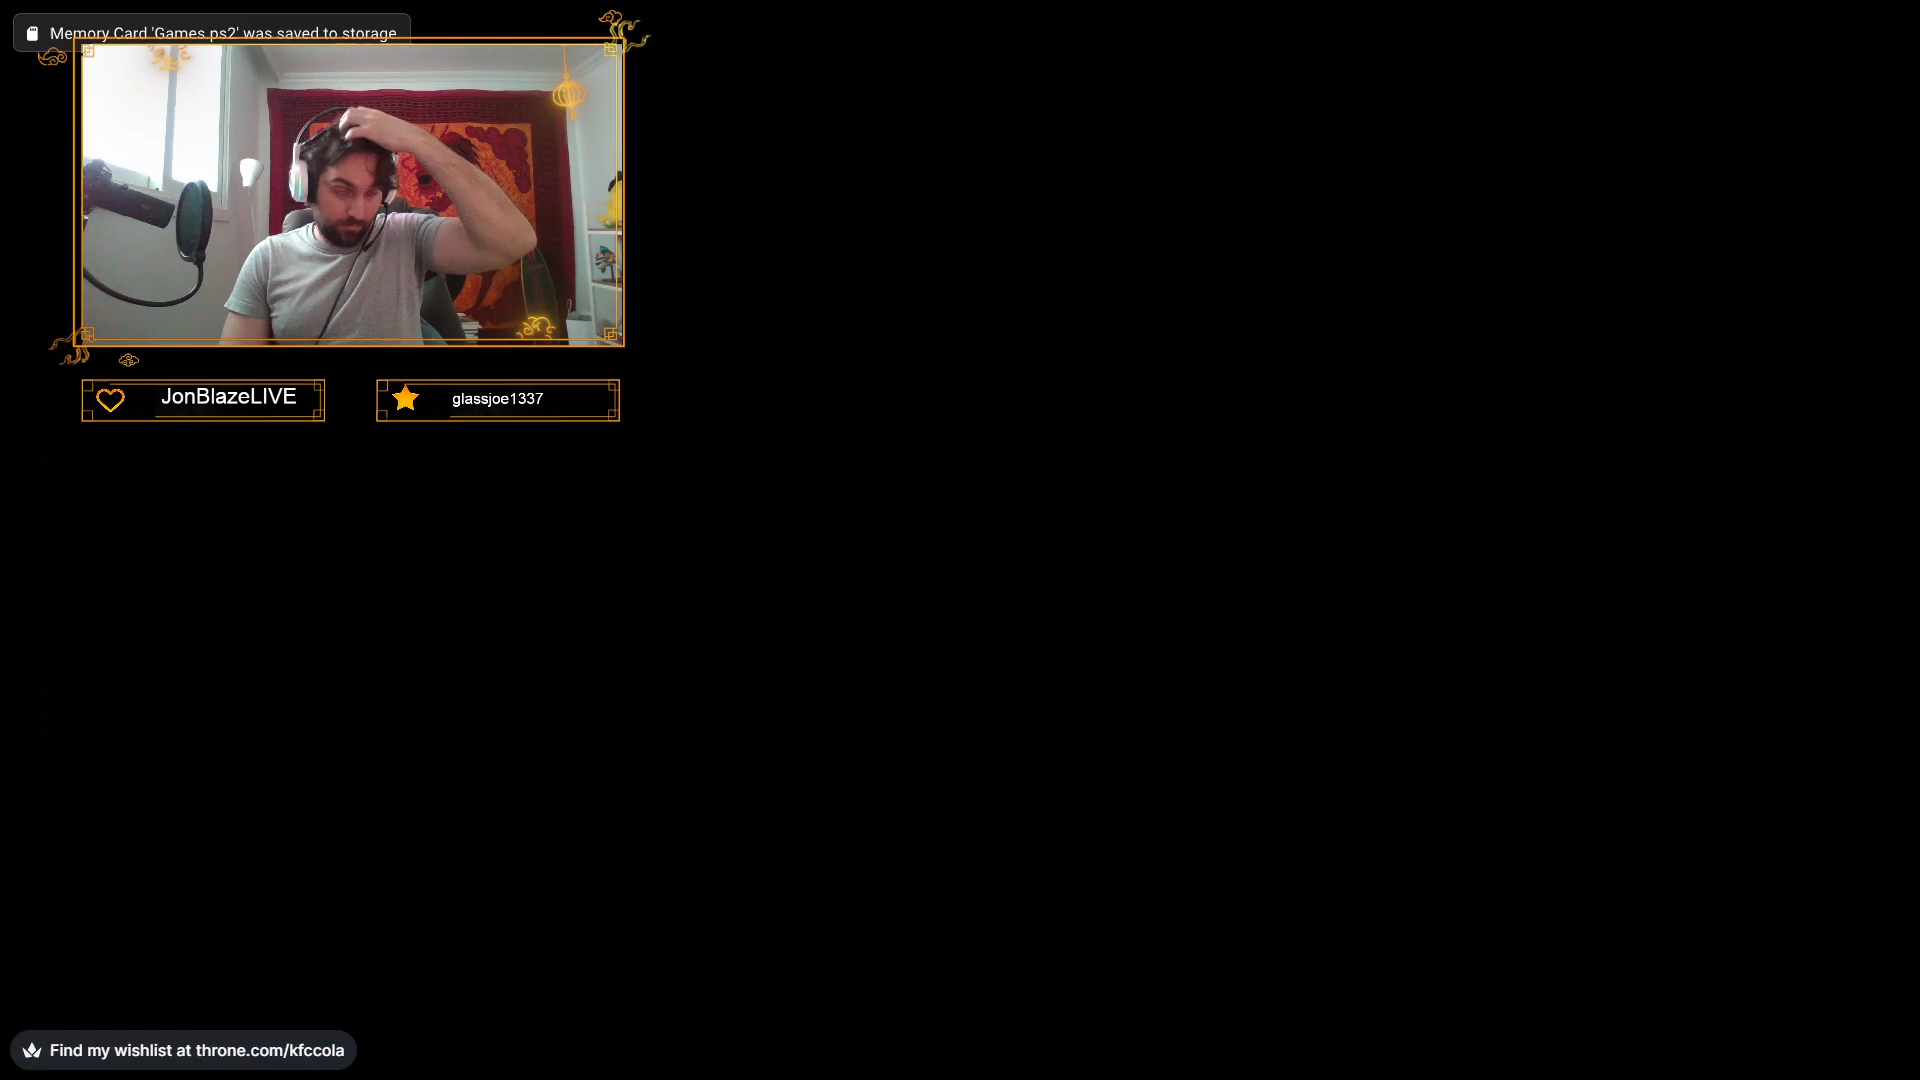 Memory Card 'Games.ps2' was saved to storage.
JonBlazeLIVE
glassjoe1337
Find my wishlist at throne.com/kfccola